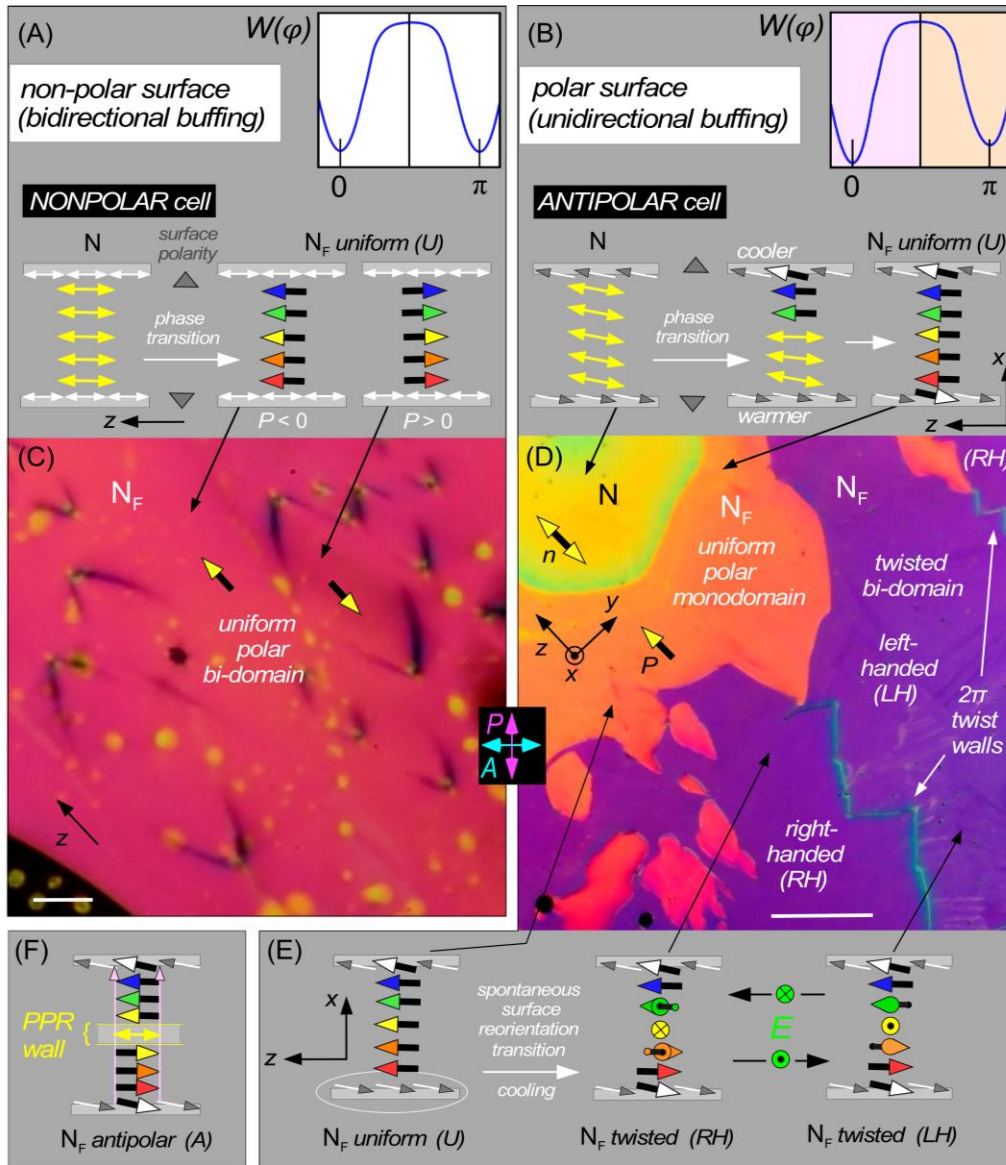 (A)
W(φ)
non-polar surface
(bidirectional buffing)
0
π
NONPOLAR cell
N
surface
polarity
N_F uniform (U)
phase
transition
z
P < 0
P > 0
(B)
W(φ)
polar surface
(unidirectional buffing)
0
π
ANTIPOLAR cell
N
cooler
N_F uniform (U)
phase
transition
x
warmer
z
(C)
N_F
uniform
polar
bi-domain
z
P
A
(D)
N
n
N_F
uniform
polar
monodomain
z
y
x
P
N_F
(RH)
twisted
bi-domain
left-
handed
(LH)
2π
twist
walls
right-
handed
(RH)
(F)
PPR
wall
N_F antipolar (A)
(E)
x
z
spontaneous
surface
reorientation
transition
cooling
E
N_F uniform (U)
N_F twisted (RH)
N_F twisted (LH)